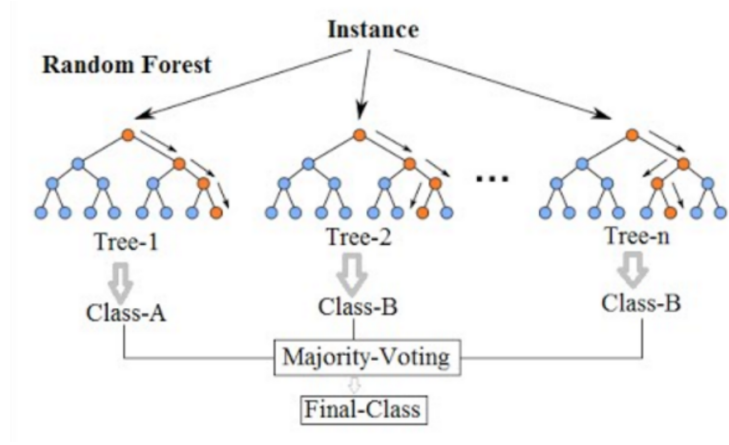 Instance
Random Forest
...
Tree-1
Tree-2
Tree-n
Class-A
Class-B
Class-B
Majority-Voting
Final-Class